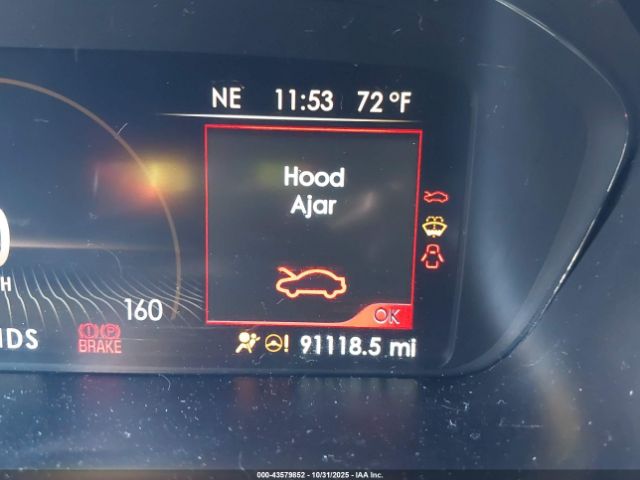 NE 11:53 72 °F
Hood
Ajar
OK
160
BRAKE
91118.5 mi
000-43579852 | 10/31/2025 | IAA Inc.